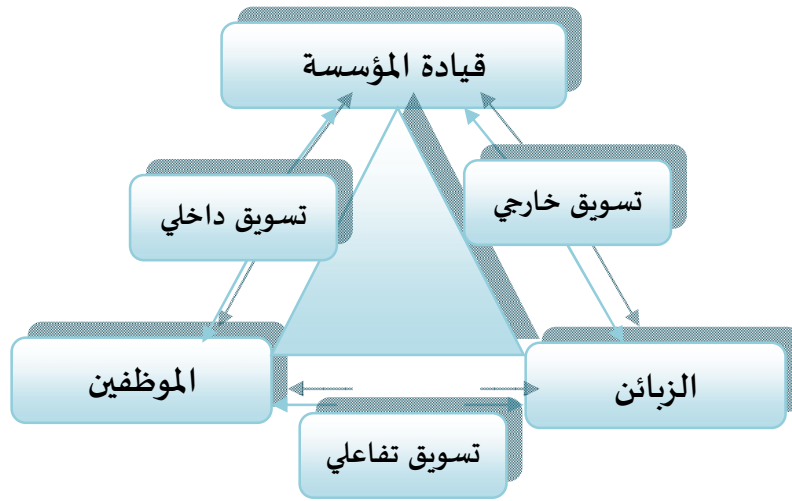 قيادة المؤسسة
تسويق خارجي
تسويق داخلي
الزبائن
الموظفين
تسويق تفاعلي